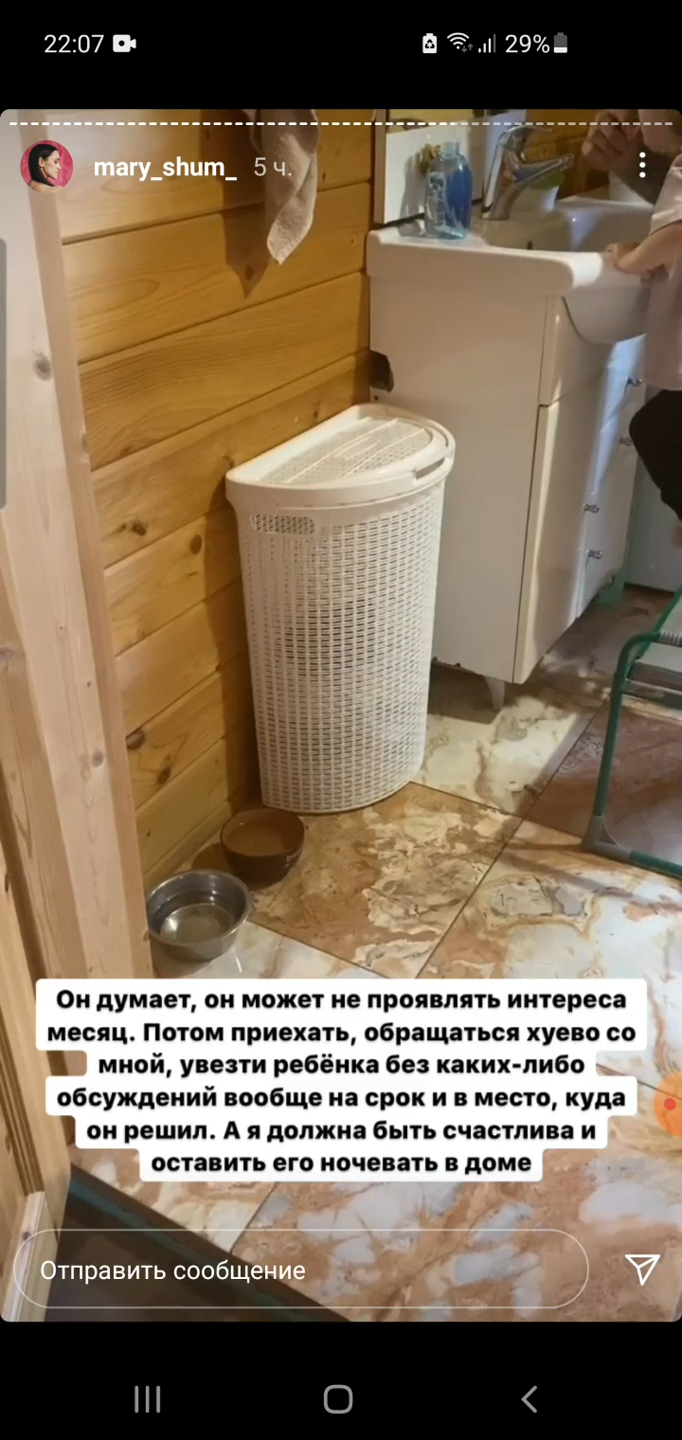 22:07
29%
mary_shum_ 5 ч.
Он думает, он может не проявлять интереса
месяц. Потом приехать, обращаться хуево со
мной, увезти ребёнка без каких-либо
обсуждений вообще на срок и в место, куда
он решил. А я должна быть счастлива и
оставить его ночевать в доме
Отправить сообщение